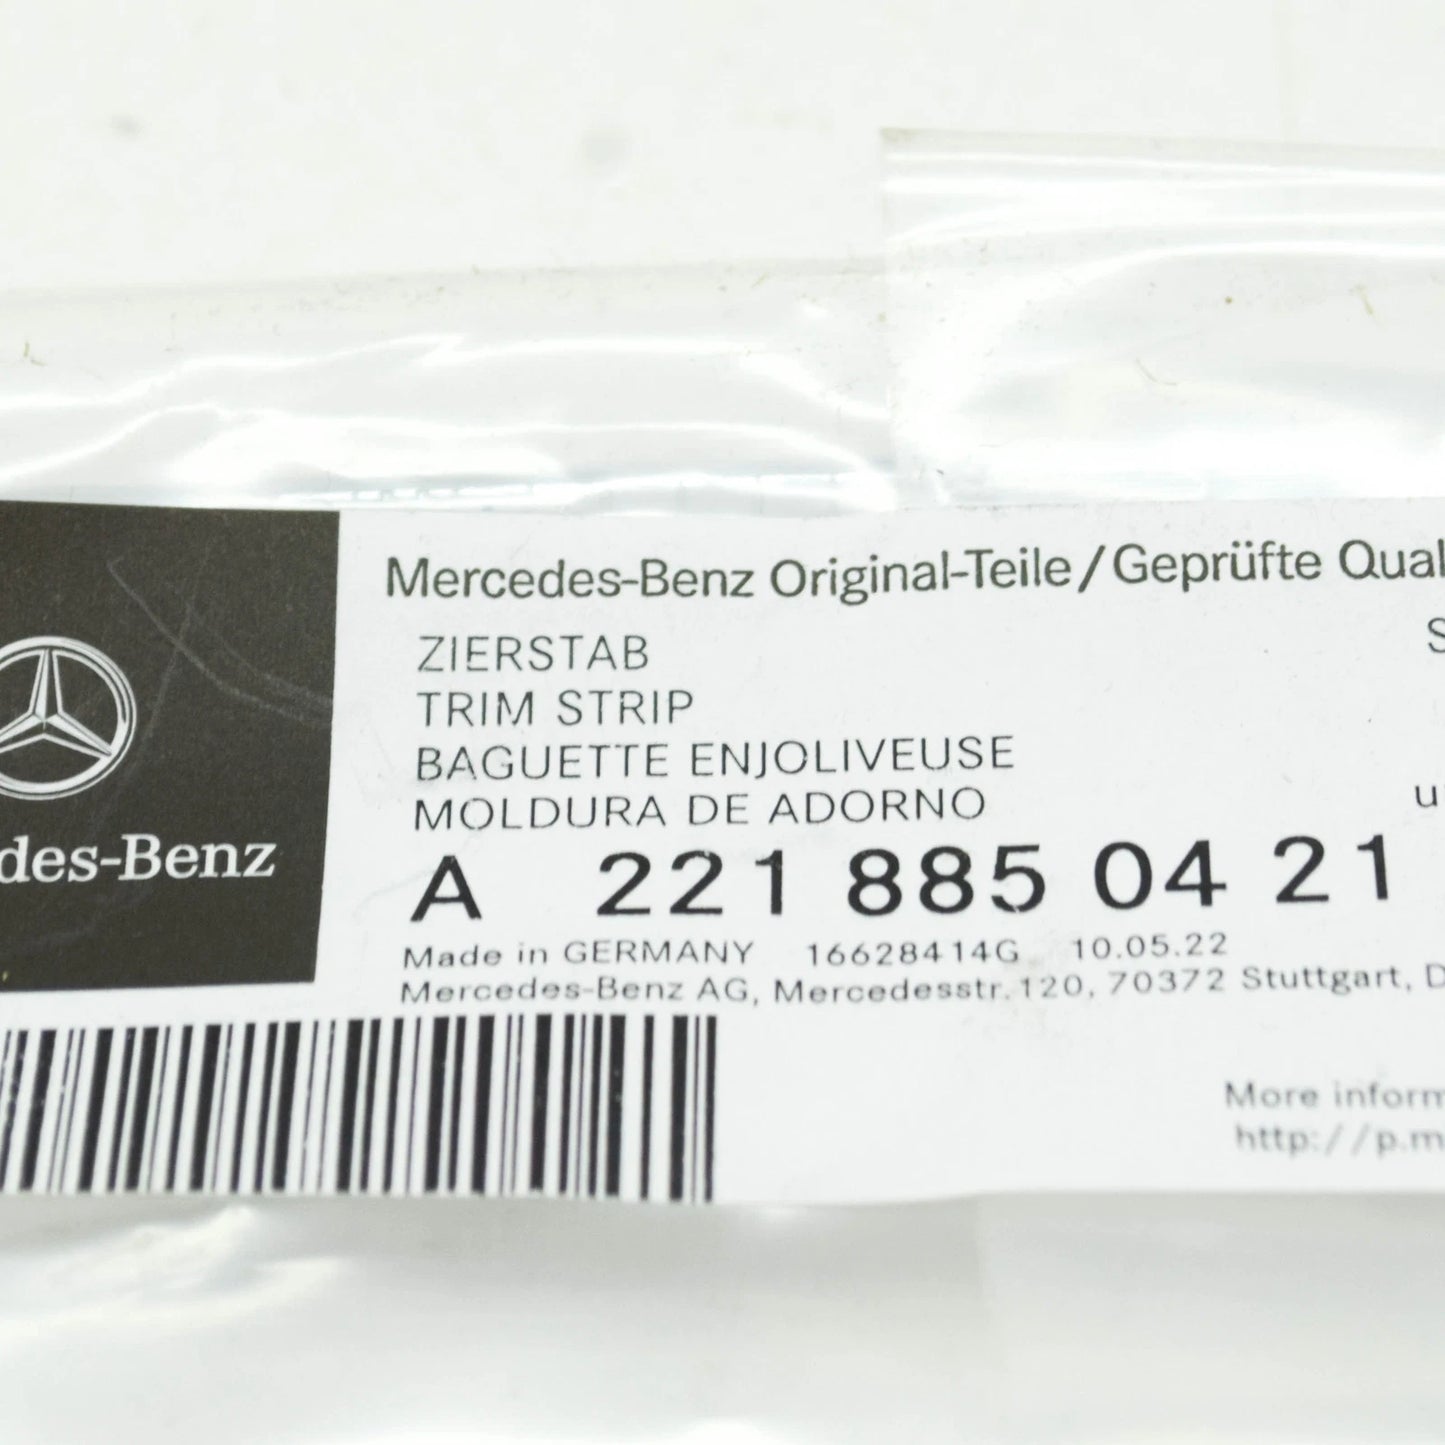 Mercedes-Benz Original-Teile/Geprüfte Qual
ZIERSTAB
TRIM STRIP
BAGUETTE ENJOLIVEUSE
MOLDURA DE ADORNO
A 221 885 04 21
Made in GERMANY 16628414G 10.05.22
Mercedes-Benz AG, Mercedesstr. 120, 70372 Stuttgart, D
des-Benz
More inform
http://p.m